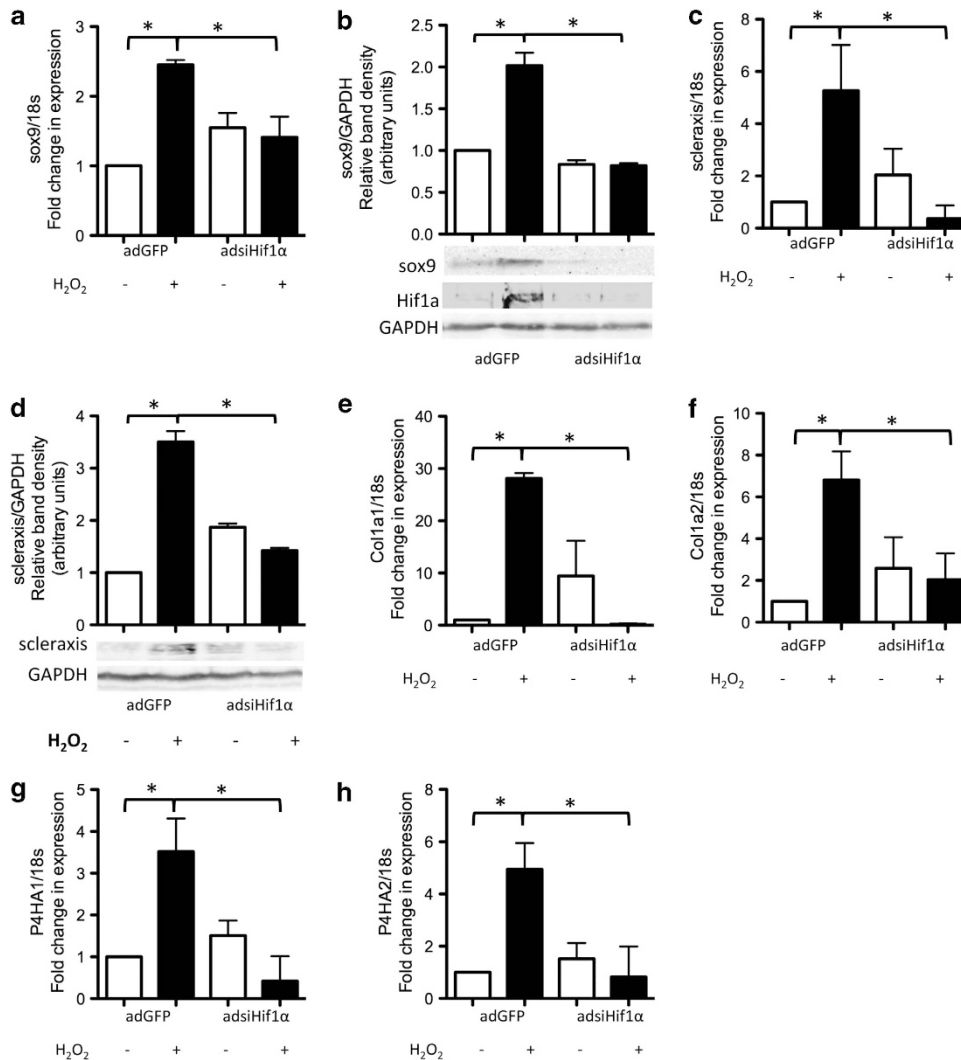 a
sox9/18s
Fold change in expression
3
2
1
0
*
*
adGFP
adsiHif1α
H₂O₂
-
+
-
+
b
sox9/GAPDH
Relative band density
(arbitrary units)
2.5
2.0
1.5
1.0
0.5
0.0
*
*
sox9
Hif1a
GAPDH
adGFP
adsiHif1α
c
scleraxis/18s
Fold change in expression
8
6
4
2
0
*
*
adGFP
adsiHif1α
H₂O₂
-
+
-
+
d
scleraxis/GAPDH
Relative band density
(arbitrary units)
4
3
2
1
0
*
*
scleraxis
GAPDH
adGFP
adsiHif1α
H₂O₂
-
+
-
+
e
Col1a1/18s
Fold change in expression
40
30
20
10
0
*
*
adGFP
adsiHif1α
H₂O₂
-
+
-
+
f
Col1a2/18s
Fold change in expression
10
8
6
4
2
0
*
*
adGFP
adsiHif1α
H₂O₂
-
+
-
+
g
P4HA1/18s
Fold change in expression
5
4
3
2
1
0
*
*
adGFP
adsiHif1α
H₂O₂
-
+
-
+
h
P4HA2/18s
Fold change in expression
8
6
4
2
0
*
*
adGFP
adsiHif1α
H₂O₂
-
+
-
+